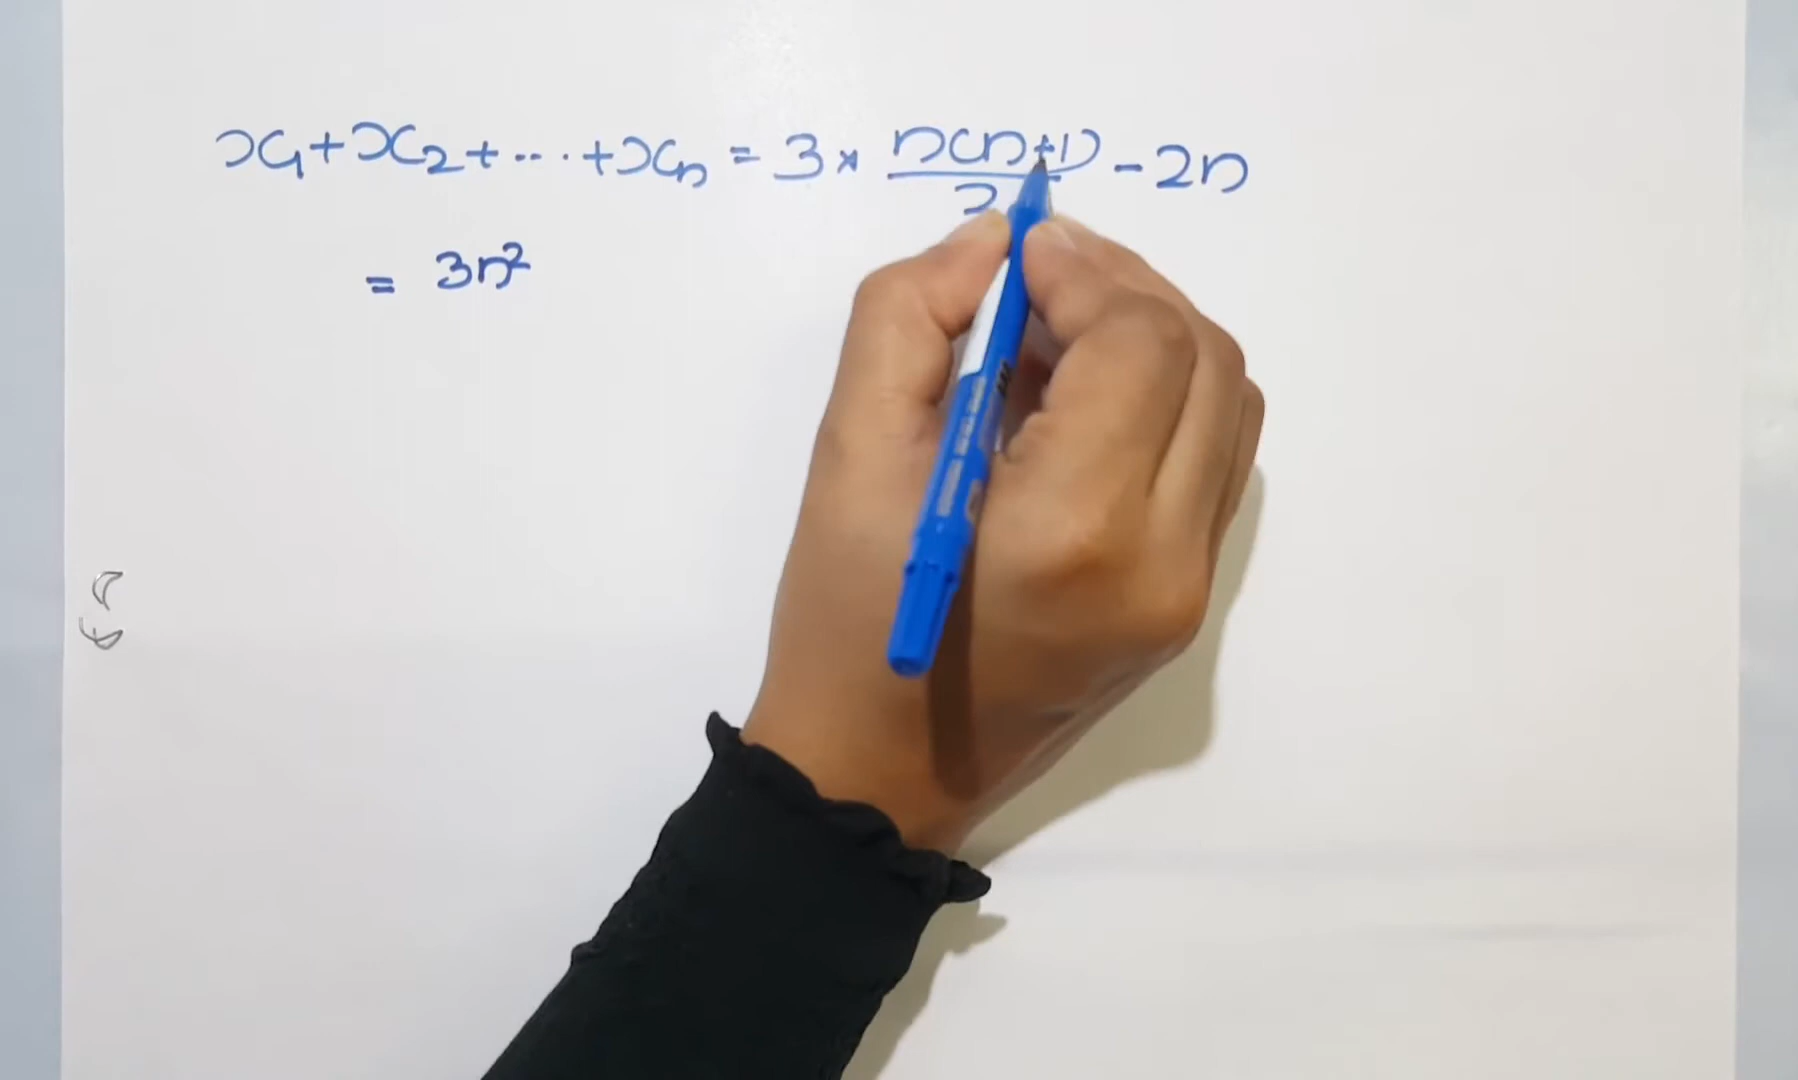 x₁+x₂+...+xₙ = 3 × n(n+1)/2 - 2n
= 3n²